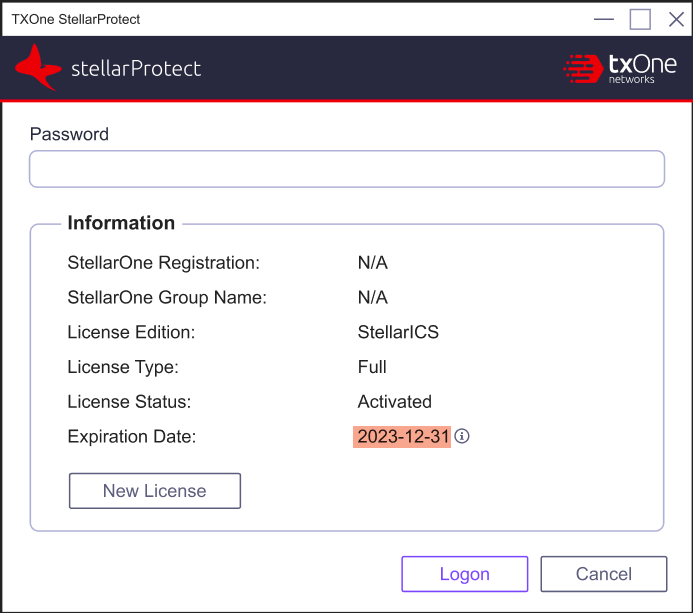 TXOne StellarProtect
stellarProtect
txOne
networks
Password
Information
StellarOne Registration: N/A
StellarOne Group Name: N/A
License Edition: StellarICS
License Type: Full
License Status: Activated
Expiration Date: 2023-12-31
New License
Logon Cancel